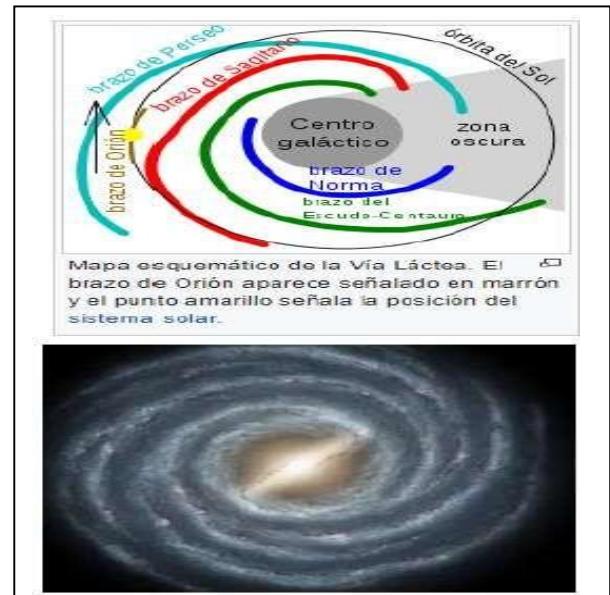 brazo de Perseo
brazo de Sagitario
órbita del Sol
brazo de Orión
Centro
galáctico
zona
oscura
brazo de
Norma
brazo del
Escudo-Centauro
Mapa esquemático de la Vía Láctea. El
brazo de Orión aparece señalado en marrón
y el punto amarillo señala la posición del
sistema solar.